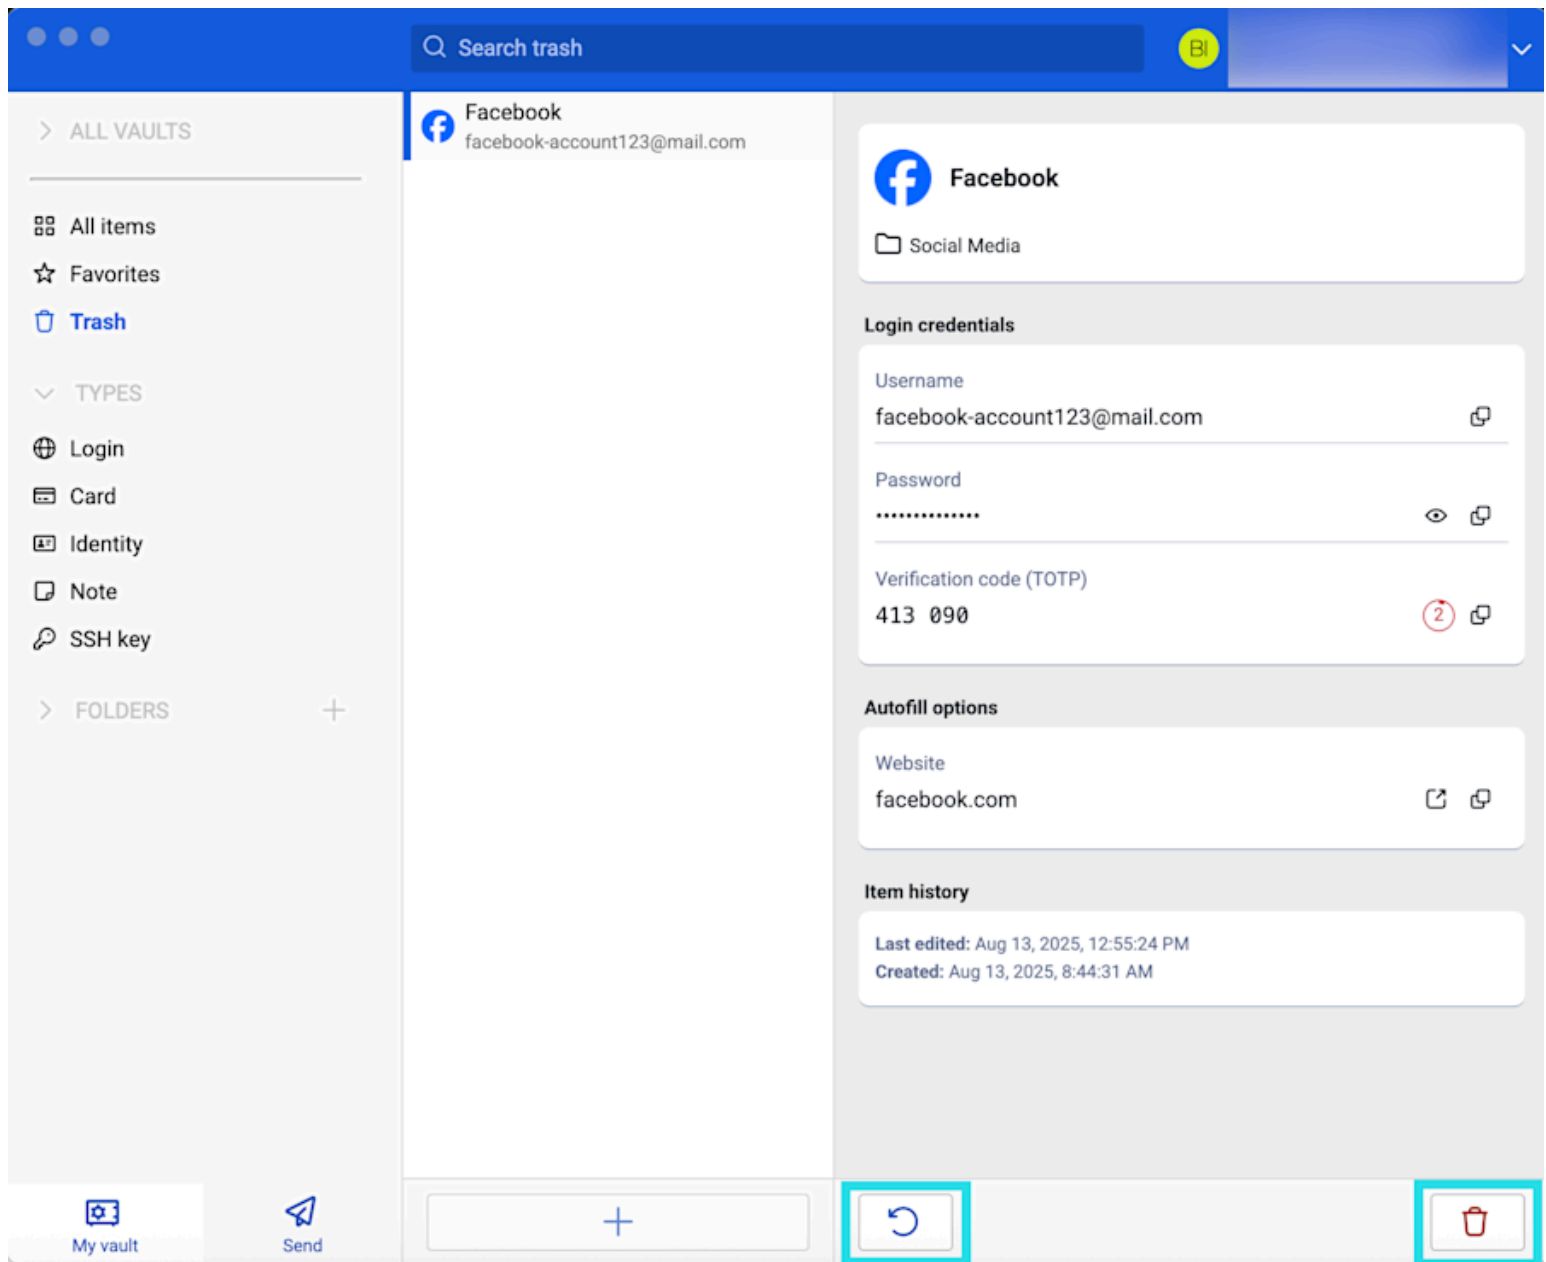 Search trash
BI
ALL VAULTS
All items
Favorites
Trash
TYPES
Login
Card
Identity
Note
SSH key
FOLDERS
My vault
Send
Facebook
facebook-account123@mail.com
Facebook
Social Media
Login credentials
Username
facebook-account123@mail.com
Password
••••••••••••••
Verification code (TOTP)
413 090
2
Autofill options
Website
facebook.com
Item history
Last edited: Aug 13, 2025, 12:55:24 PM
Created: Aug 13, 2025, 8:44:31 AM